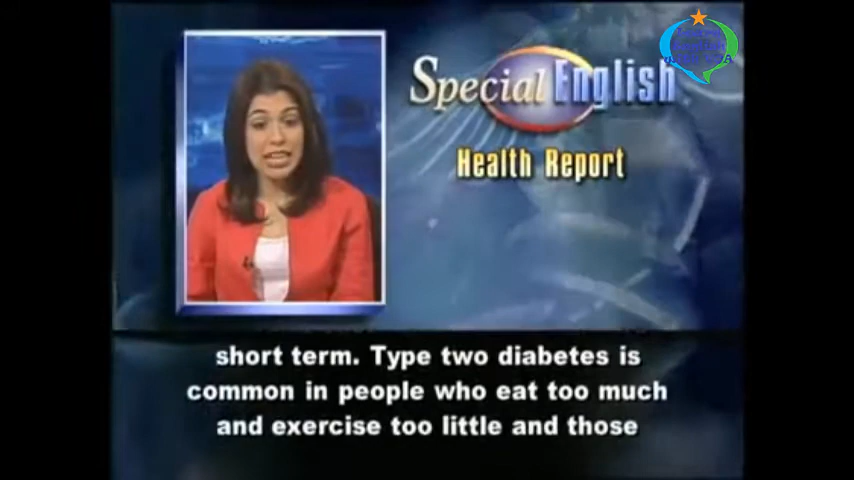 Special English
Health Report
short term. Type two diabetes is
common in people who eat too much
and exercise too little and those